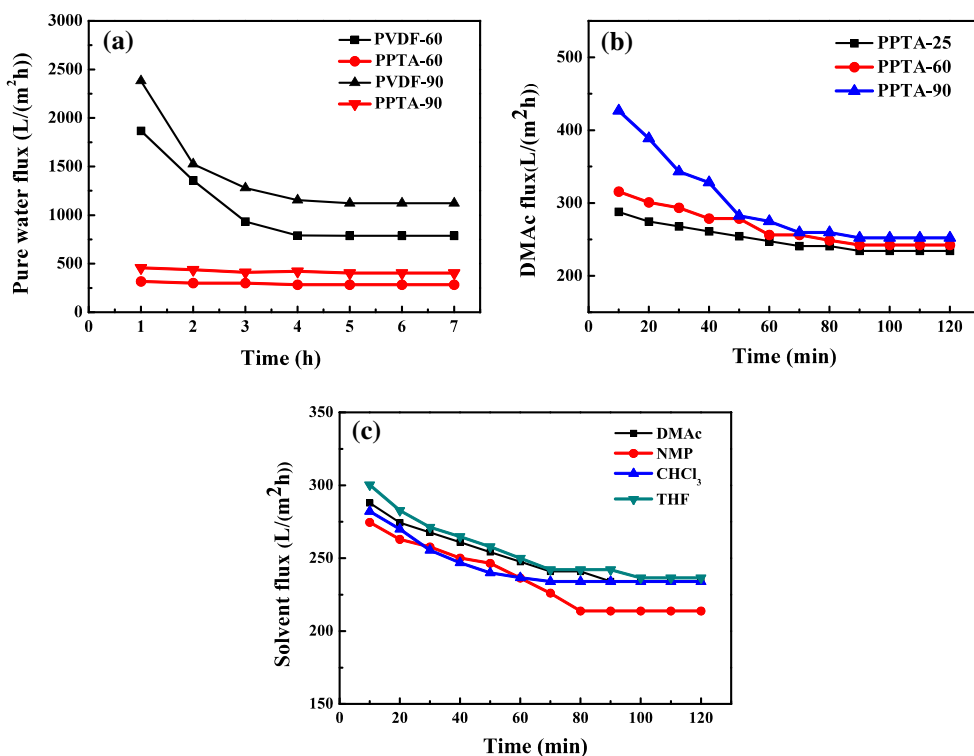 (a)
PVDF-60
PPTA-60
PVDF-90
PPTA-90
Pure water flux (L/(m²h))
3000
2500
2000
1500
1000
500
0
0 1 2 3 4 5 6 7
Time (h)
(b)
PPTA-25
PPTA-60
PPTA-90
DMAc flux(L/(m²h))
500
400
300
200
0 20 40 60 80 100 120
Time (min)
(c)
DMAc
NMP
CHCl₃
THF
Solvent flux (L/(m²h))
350
300
250
200
150
0 20 40 60 80 100 120
Time (min)